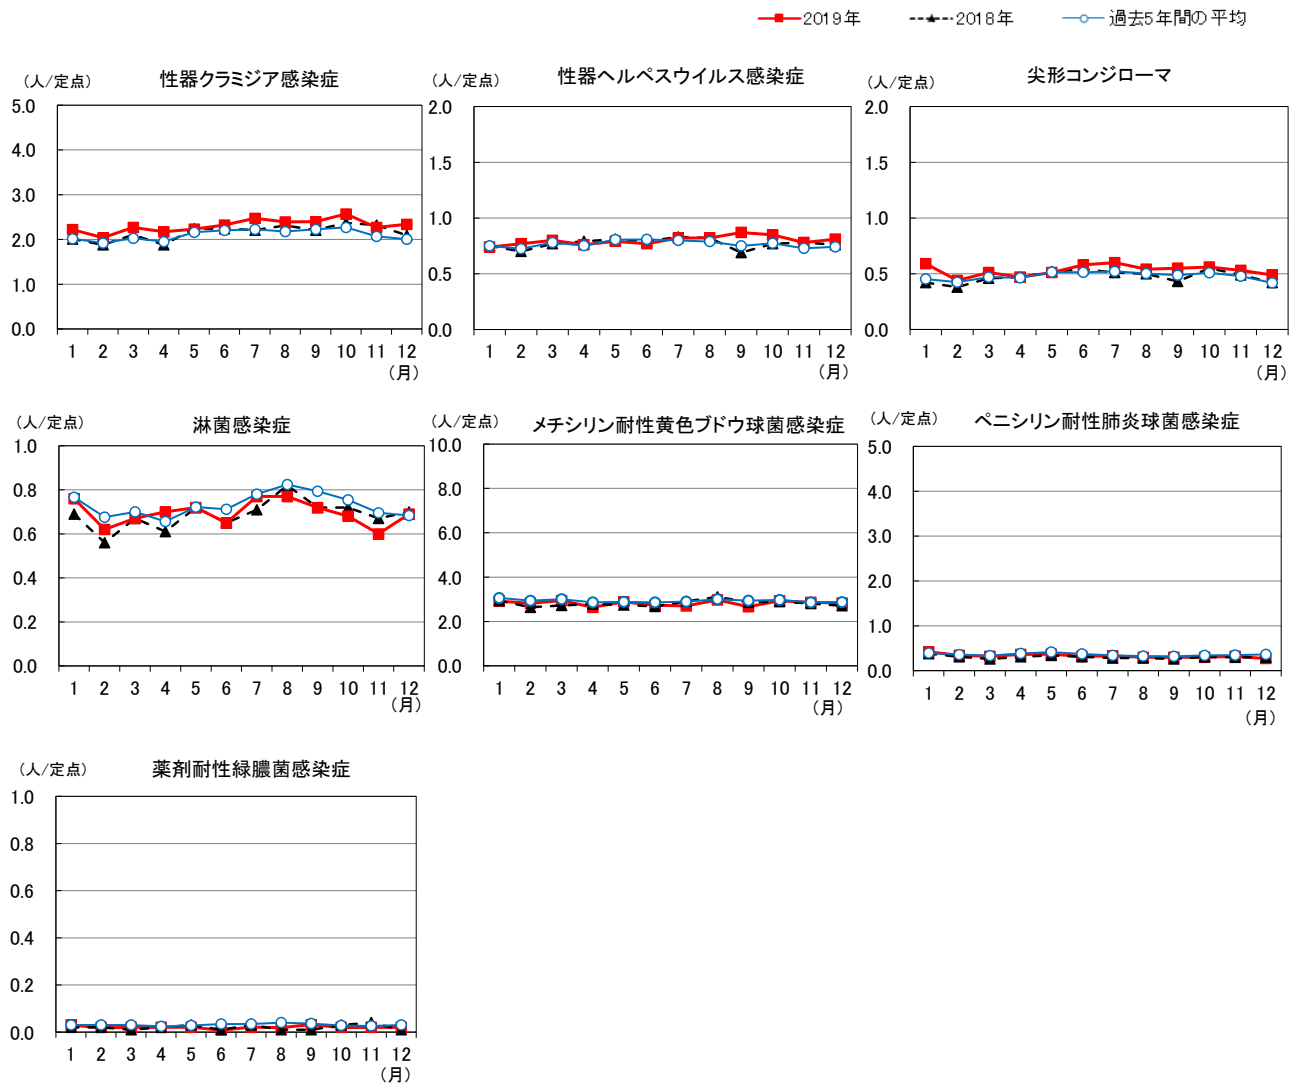 2019年 2018年 過去5年間の平均
（人/定点） 性器クラミジア感染症
5.0
4.0
3.0
2.0
1.0
0.0
1 2 3 4 5 6 7 8 9 10 11 12
（月）
（人/定点） 性器ヘルペスウイルス感染症
2.0
1.5
1.0
0.5
0.0
1 2 3 4 5 6 7 8 9 10 11 12
（月）
（人/定点） 尖形コンジローマ
2.0
1.5
1.0
0.5
0.0
1 2 3 4 5 6 7 8 9 10 11 12
（月）
（人/定点） 淋菌感染症
1.0
0.8
0.6
0.4
0.2
0.0
1 2 3 4 5 6 7 8 9 10 11 12
（月）
（人/定点） メチシリン耐性黄色ブドウ球菌感染症
10.0
8.0
6.0
4.0
2.0
0.0
1 2 3 4 5 6 7 8 9 10 11 12
（月）
（人/定点） ペニシリン耐性肺炎球菌感染症
5.0
4.0
3.0
2.0
1.0
0.0
1 2 3 4 5 6 7 8 9 10 11 12
（月）
（人/定点） 薬剤耐性緑膿菌感染症
1.0
0.8
0.6
0.4
0.2
0.0
1 2 3 4 5 6 7 8 9 10 11 12
（月）